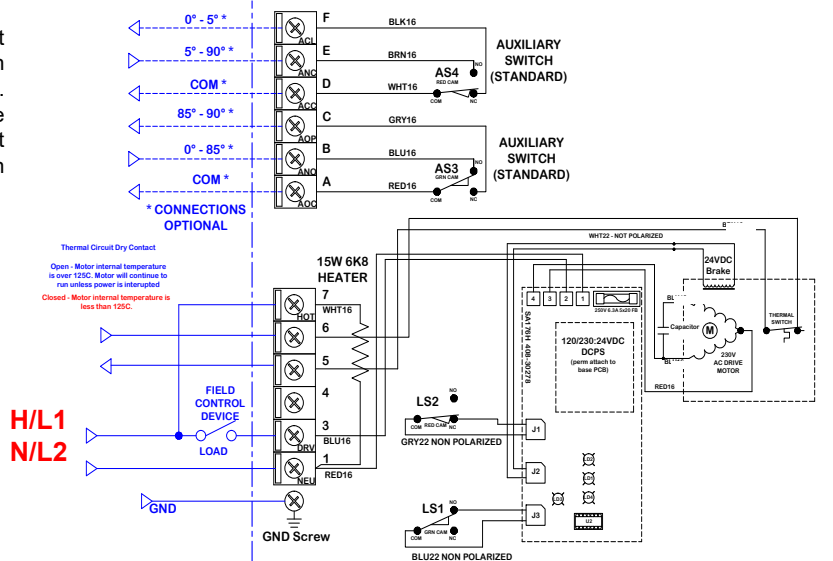 0° - 5° *
F
ACL
BLK16
5° - 90° *
E
ANC
BRN16
NO
AUXILIARY
SWITCH
(STANDARD)
AS4
RED CAM
COM *
D
ACC
WHT16
COM
NC
85° - 90° *
C
AOP
GRY16
0° - 85° *
B
ANO
BLU16
NO
AUXILIARY
SWITCH
(STANDARD)
AS3
GRN CAM
COM *
A
AOC
RED16
COM
NC
* CONNECTIONS
OPTIONAL
Thermal Circuit Dry Contact
Open - Motor internal temperature
is over 125C. Motor will continue to
run unless power is interupted
Closed - Motor internal temperature is
less than 125C.
15W 6K8
HEATER
7
HOT
WHT16
6
5
4
3
DRV
BLU16
1
NEU
RED16
FIELD
CONTROL
DEVICE
LOAD
H/L1
N/L2
GND
GND Screw
WHT22 - NOT POLARIZED
24VDC
Brake
4
3
2
1
250V 6.3A 5x20 FB
SA176H 408-30278
120/230:24VDC
DCPS
(perm attach to
base PCB)
Capacitor
M
230V
AC DRIVE
MOTOR
THERMAL
SWITCH
RED16
LS2
NO
COM
RED CAM
NC
GRY22 NON POLARIZED
J1
J2
J3
LS1
NO
COM
GRN CAM
NC
BLU22 NON POLARIZED
U2